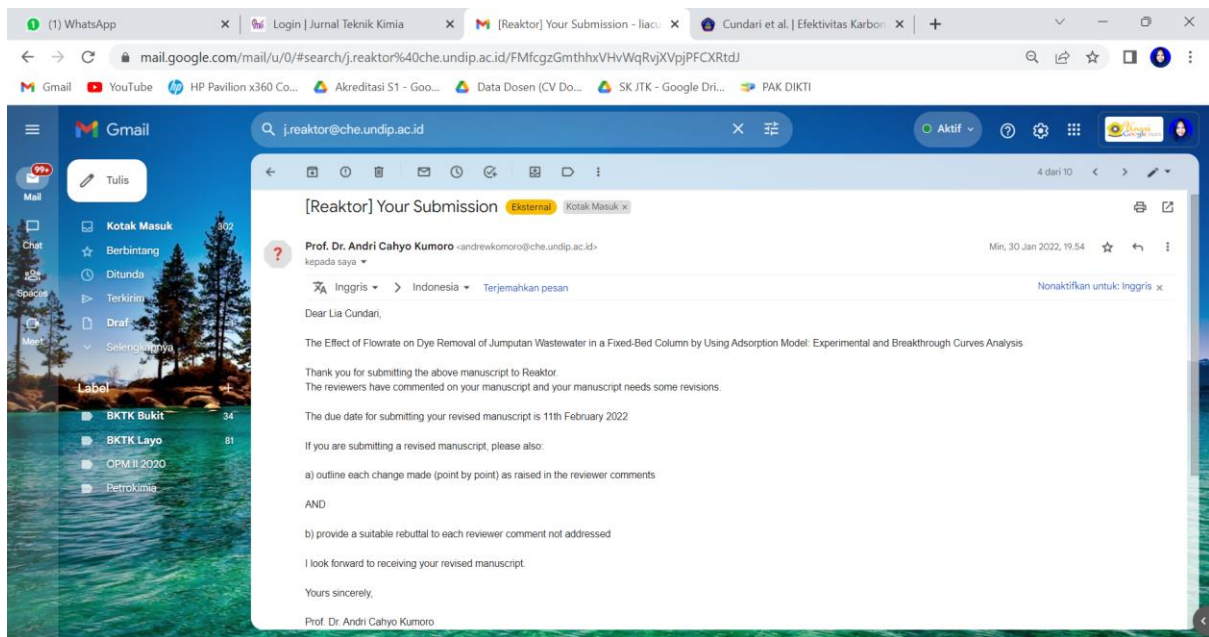 (1) WhatsApp
Login | Jurnal Teknik Kimia
[Reaktor] Your Submission - liacu
Cundari et al. | Efektivitas Karbon
mail.google.com/mail/u/0/#search/j.reaktor%40che.undip.ac.id/FMfcgzGmthhxVHvWqRvjXVpjPFCXRtdJ
Gmail
YouTube
HP Pavilion x360 Co...
Akreditasi S1 - Goo...
Data Dosen (CV Do...
SK JTK - Google Dri...
PAK DIKTI
Gmail
j.reaktor@che.undip.ac.id
Aktif
99+
Mail
Chat
Spaces
Meet
Tulis
Kotak Masuk 302
Berbintang
Ditunda
Terkirim
Draf
Selengkapnya
Label
BKTK Bukit 34
BKTK Layo 81
OPM II 2020
Petrokimia
4 dari 10
[Reaktor] Your Submission Eksternal Kotak Masuk ×
Prof. Dr. Andri Cahyo Kumoro <andrewkomoro@che.undip.ac.id>
Min, 30 Jan 2022, 19.54
kepada saya
Inggris > Indonesia Terjemahkan pesan
Nonaktifkan untuk: Inggris ×
Dear Lia Cundari,
The Effect of Flowrate on Dye Removal of Jumputan Wastewater in a Fixed-Bed Column by Using Adsorption Model: Experimental and Breakthrough Curves Analysis
Thank you for submitting the above manuscript to Reaktor.
The reviewers have commented on your manuscript and your manuscript needs some revisions.
The due date for submitting your revised manuscript is 11th February 2022
If you are submitting a revised manuscript, please also:
a) outline each change made (point by point) as raised in the reviewer comments
AND
b) provide a suitable rebuttal to each reviewer comment not addressed
I look forward to receiving your revised manuscript.
Yours sincerely,
Prof. Dr. Andri Cahyo Kumoro